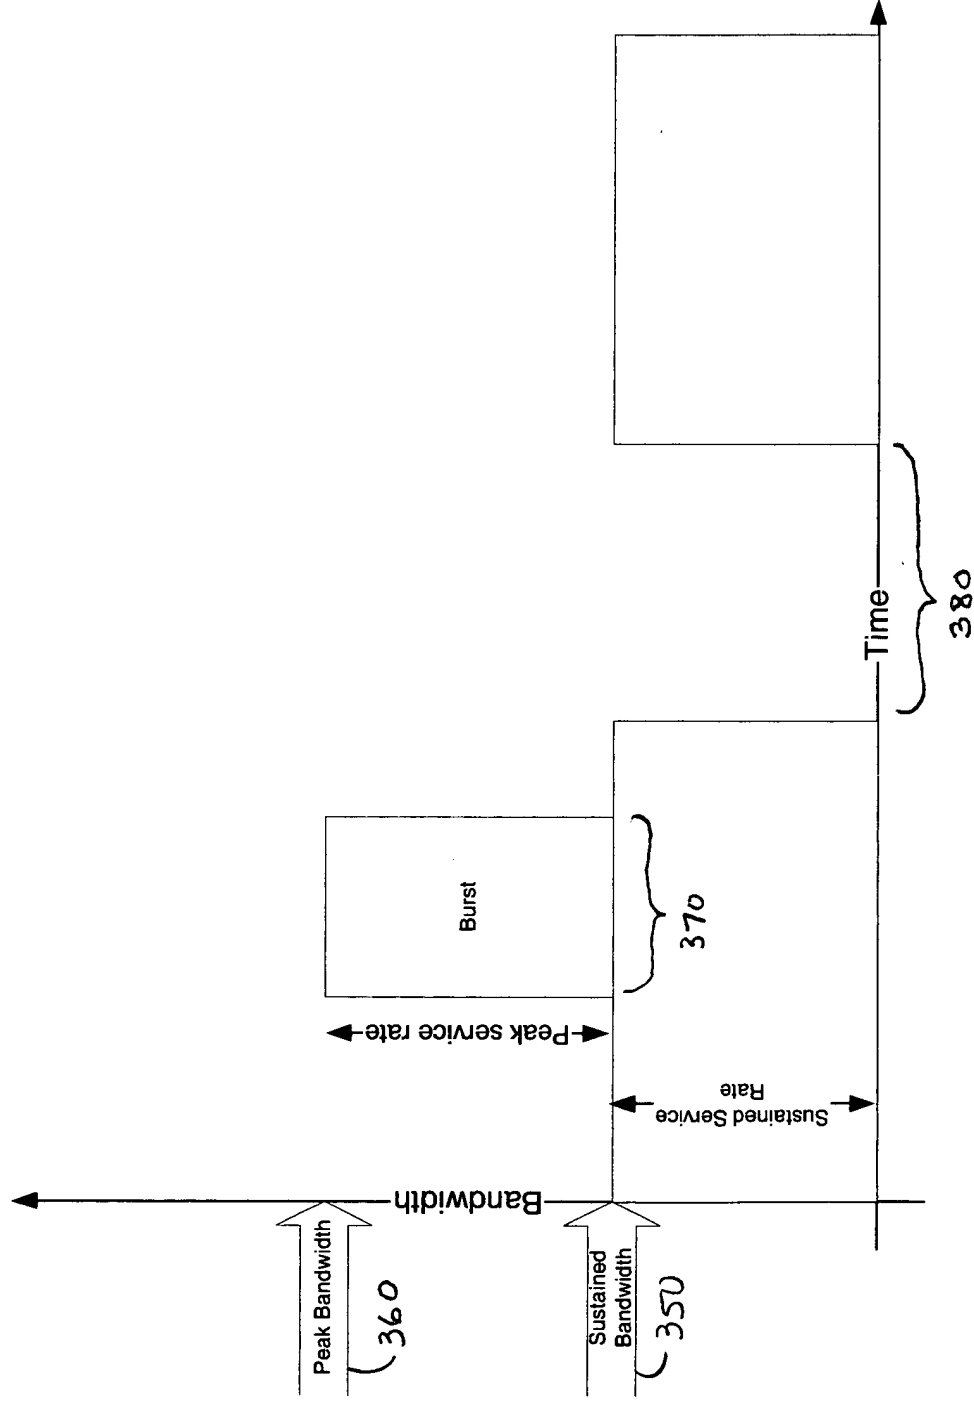 Peak Bandwidth
360
Sustained
Bandwidth
350
Bandwidth
Peak service rate
Sustained Service
Rate
Burst
370
Time
380